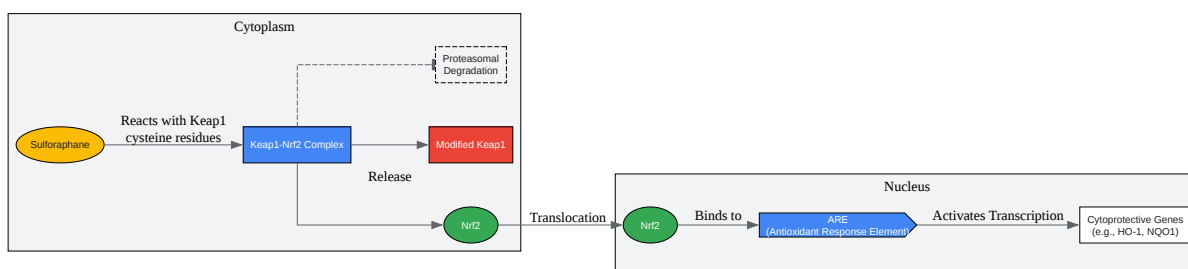 Cytoplasm
Proteasomal
Degradation
Reacts with Keap1
cysteine residues
Sulforaphane
Keap1-Nrf2 Complex
Modified Keap1
Release
Nrf2
Translocation
Nucleus
Nrf2
Binds to
ARE
(Antioxidant Response Element)
Activates Transcription
Cytoprotective Genes
(e.g., HO-1, NQO1)